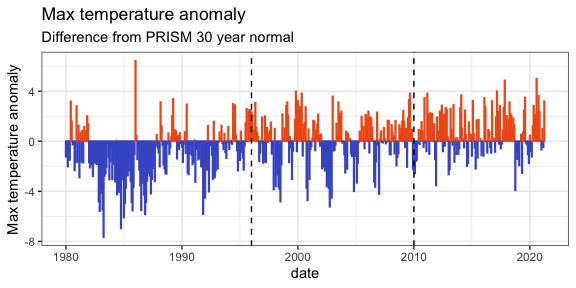 Max temperature anomaly
Difference from PRISM 30 year normal
Max temperature anomaly
4
0
-4
-8
1980
1990
2000
2010
2020
date